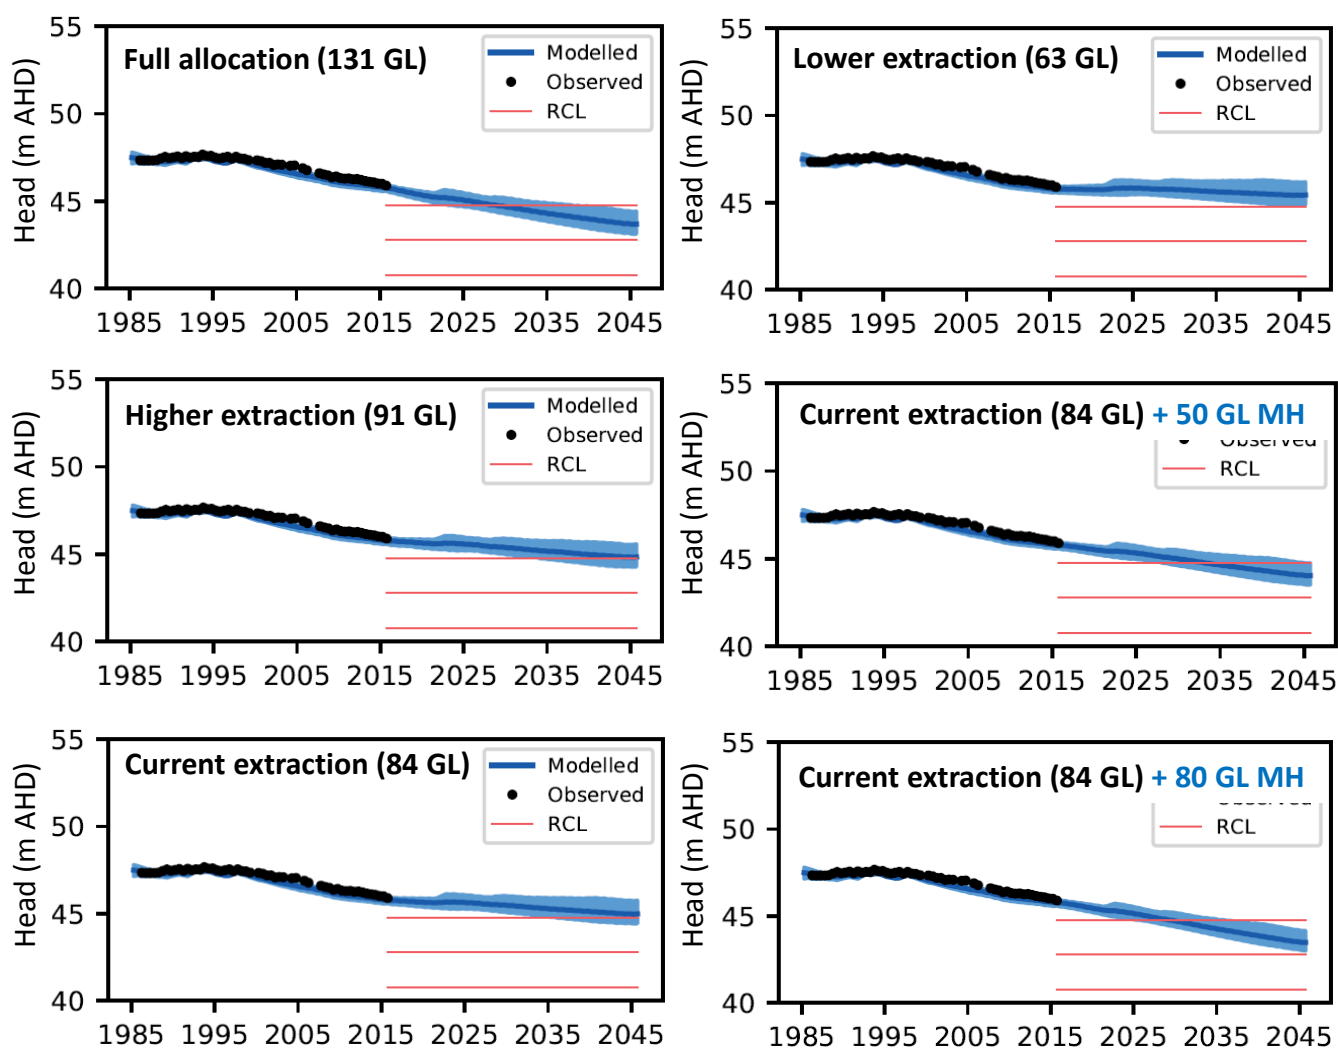 Full allocation (131 GL)
Modelled
Observed
RCL
Head (m AHD)
55
50
45
40
1985 1995 2005 2015 2025 2035 2045
Lower extraction (63 GL)
Modelled
Observed
RCL
Head (m AHD)
55
50
45
40
1985 1995 2005 2015 2025 2035 2045
Higher extraction (91 GL)
Modelled
Observed
RCL
Head (m AHD)
55
50
45
40
1985 1995 2005 2015 2025 2035 2045
Current extraction (84 GL) + 50 GL MH
Observed
RCL
Head (m AHD)
55
50
45
40
1985 1995 2005 2015 2025 2035 2045
Current extraction (84 GL)
Modelled
Observed
RCL
Head (m AHD)
55
50
45
40
1985 1995 2005 2015 2025 2035 2045
Current extraction (84 GL) + 80 GL MH
RCL
Head (m AHD)
55
50
45
40
1985 1995 2005 2015 2025 2035 2045